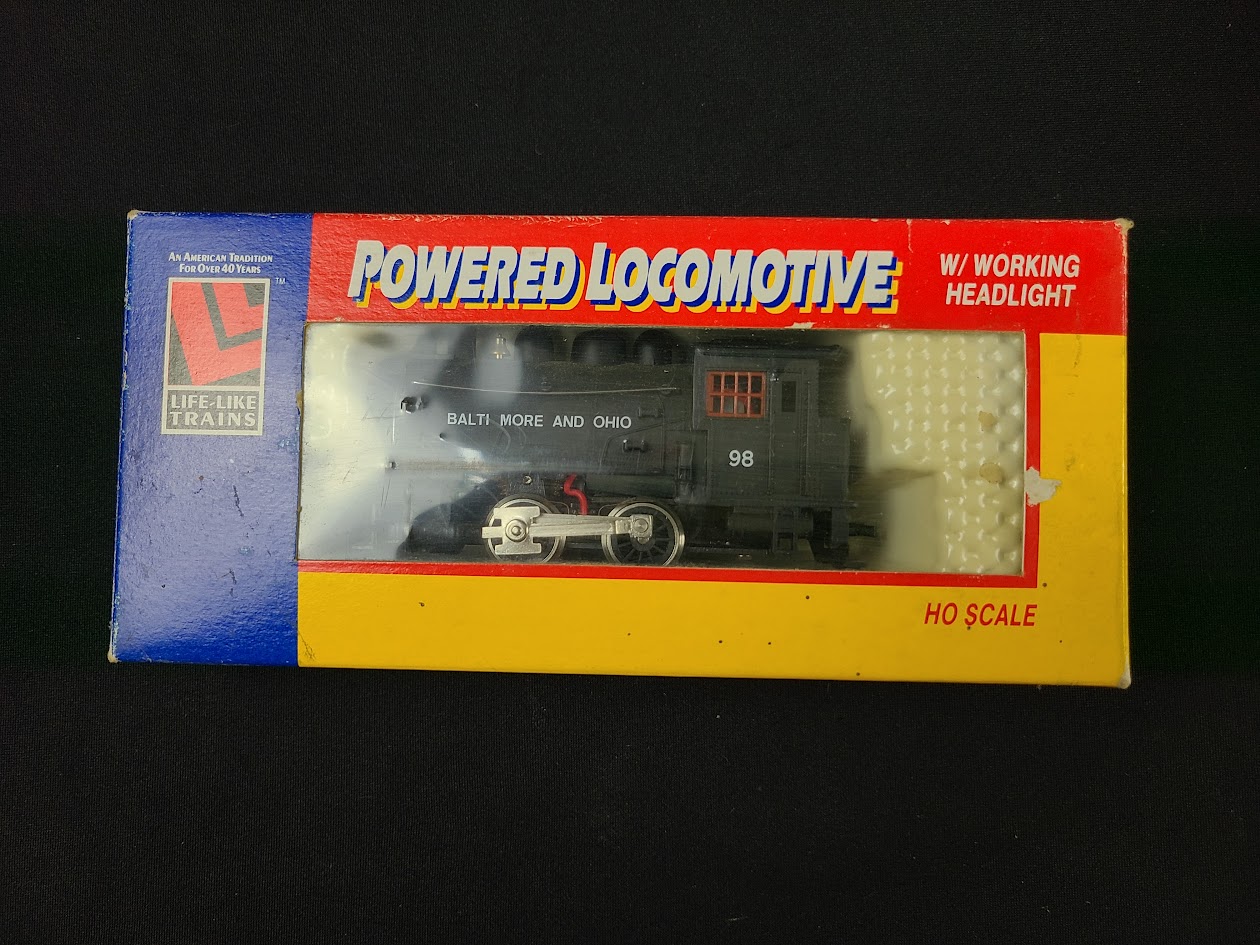 AN AMERICAN TRADITION
FOR OVER 40 YEARS
TM
LIFE-LIKE
TRAINS
POWERED LOCOMOTIVE
W/ WORKING
HEADLIGHT
BALTI MORE AND OHIO
98
HO SCALE